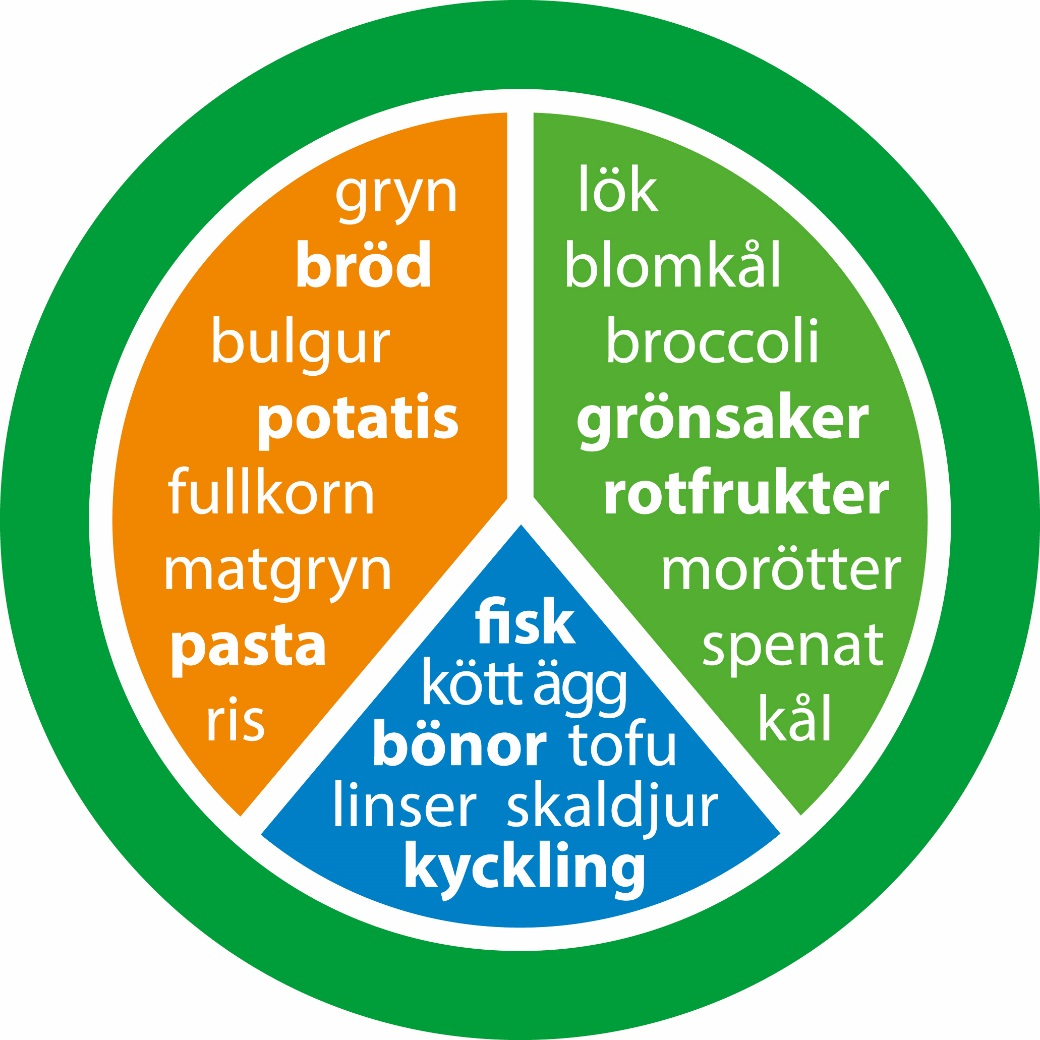 gryn
bröd
bulgur
potatis
fullkorn
matgryn
pasta
ris
lök
blomkål
broccoli
grönsaker
rotfrukter
morötter
spenat
kål
fisk
kött ägg
bönor tofu
linser skaldjur
kyckling